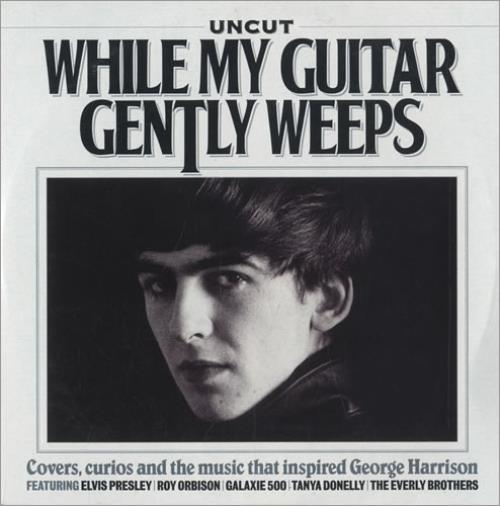 UNCUT
WHILE MY GUITAR
GENTLY WEEPS
Covers, curios and the music that inspired George Harrison
FEATURING ELVIS PRESLEY | ROY ORBISON | GALAXIE 500 | TANYA DONELLY | THE EVERLY BROTHERS